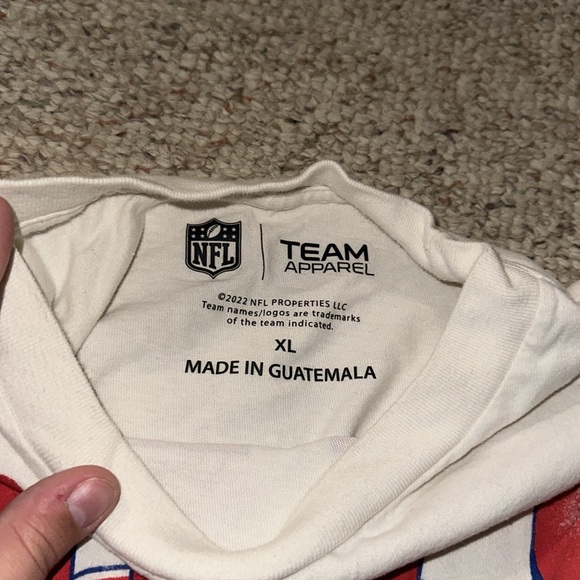 NFL
TEAM
APPAREL
©2022 NFL PROPERTIES LLC
Team names/logos are trademarks
of the team indicated.
XL
MADE IN GUATEMALA